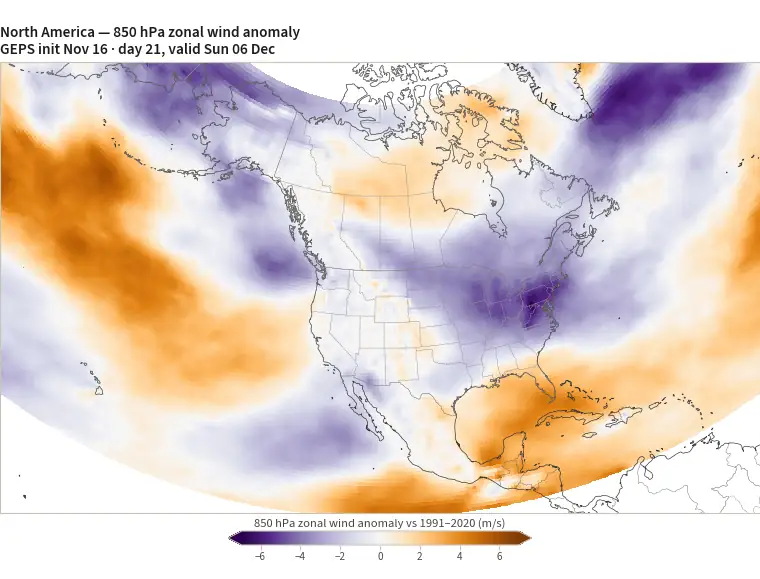 North America — 850 hPa zonal wind anomaly
GEPS init Nov 16 · day 21, valid Sun 06 Dec
850 hPa zonal wind anomaly vs 1991–2020 (m/s)
−6 −4 −2 0 2 4 6